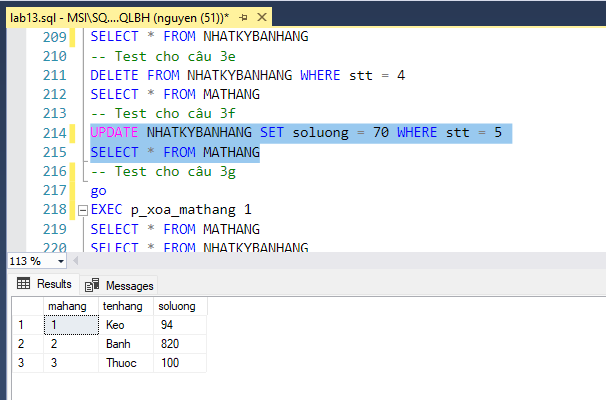 lab13.sql - MSI\SQ....QLBH (nguyen (51))*
209 SELECT * FROM NHATKYBANHANG
210 -- Test cho câu 3e
211 DELETE FROM NHATKYBANHANG WHERE stt = 4
212 SELECT * FROM MATHANG
213 -- Test cho câu 3f
214 UPDATE NHATKYBANHANG SET soluong = 70 WHERE stt = 5
215 SELECT * FROM MATHANG
216 -- Test cho câu 3g
217 go
218 EXEC p_xoa_mathang 1
219 SELECT * FROM MATHANG
220 SELECT * FROM NHATKYBANHANG
113 %
Results Messages
mahang tenhang soluong
1 1 Keo 94
2 2 Banh 820
3 3 Thuoc 100